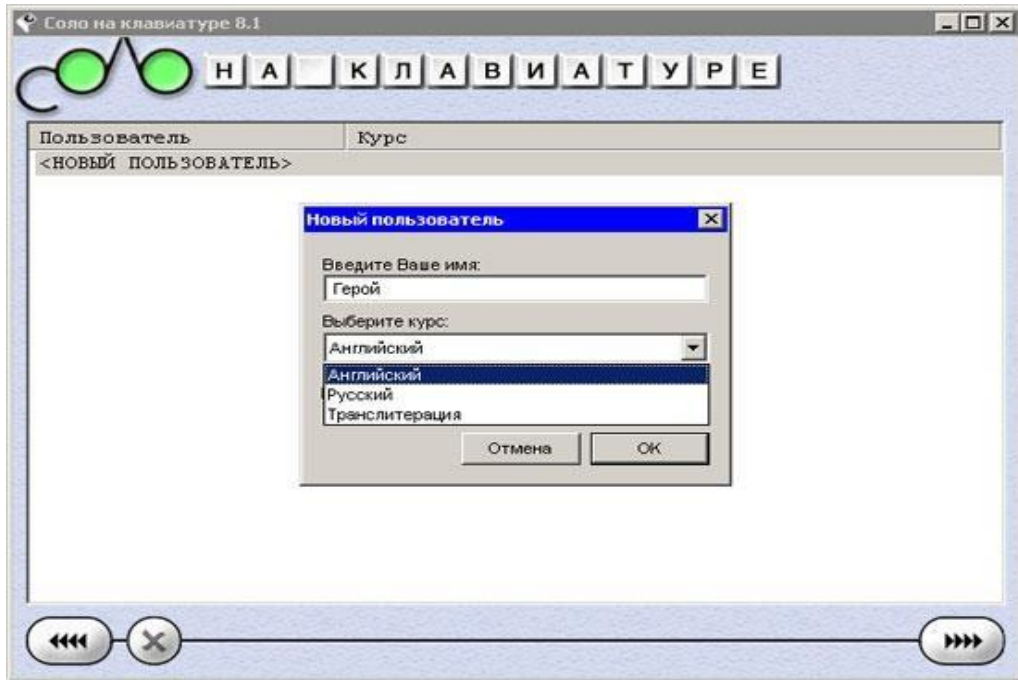 Соло на клавиатуре 8.1
НА КЛАВИАТУРЕ
Пользователь Курс
<НОВЫЙ ПОЛЬЗОВАТЕЛЬ>
Новый пользователь
Введите Ваше имя:
Герой
Выберите курс:
Английский
Английский
Русский
Транслитерация
Отмена ОК